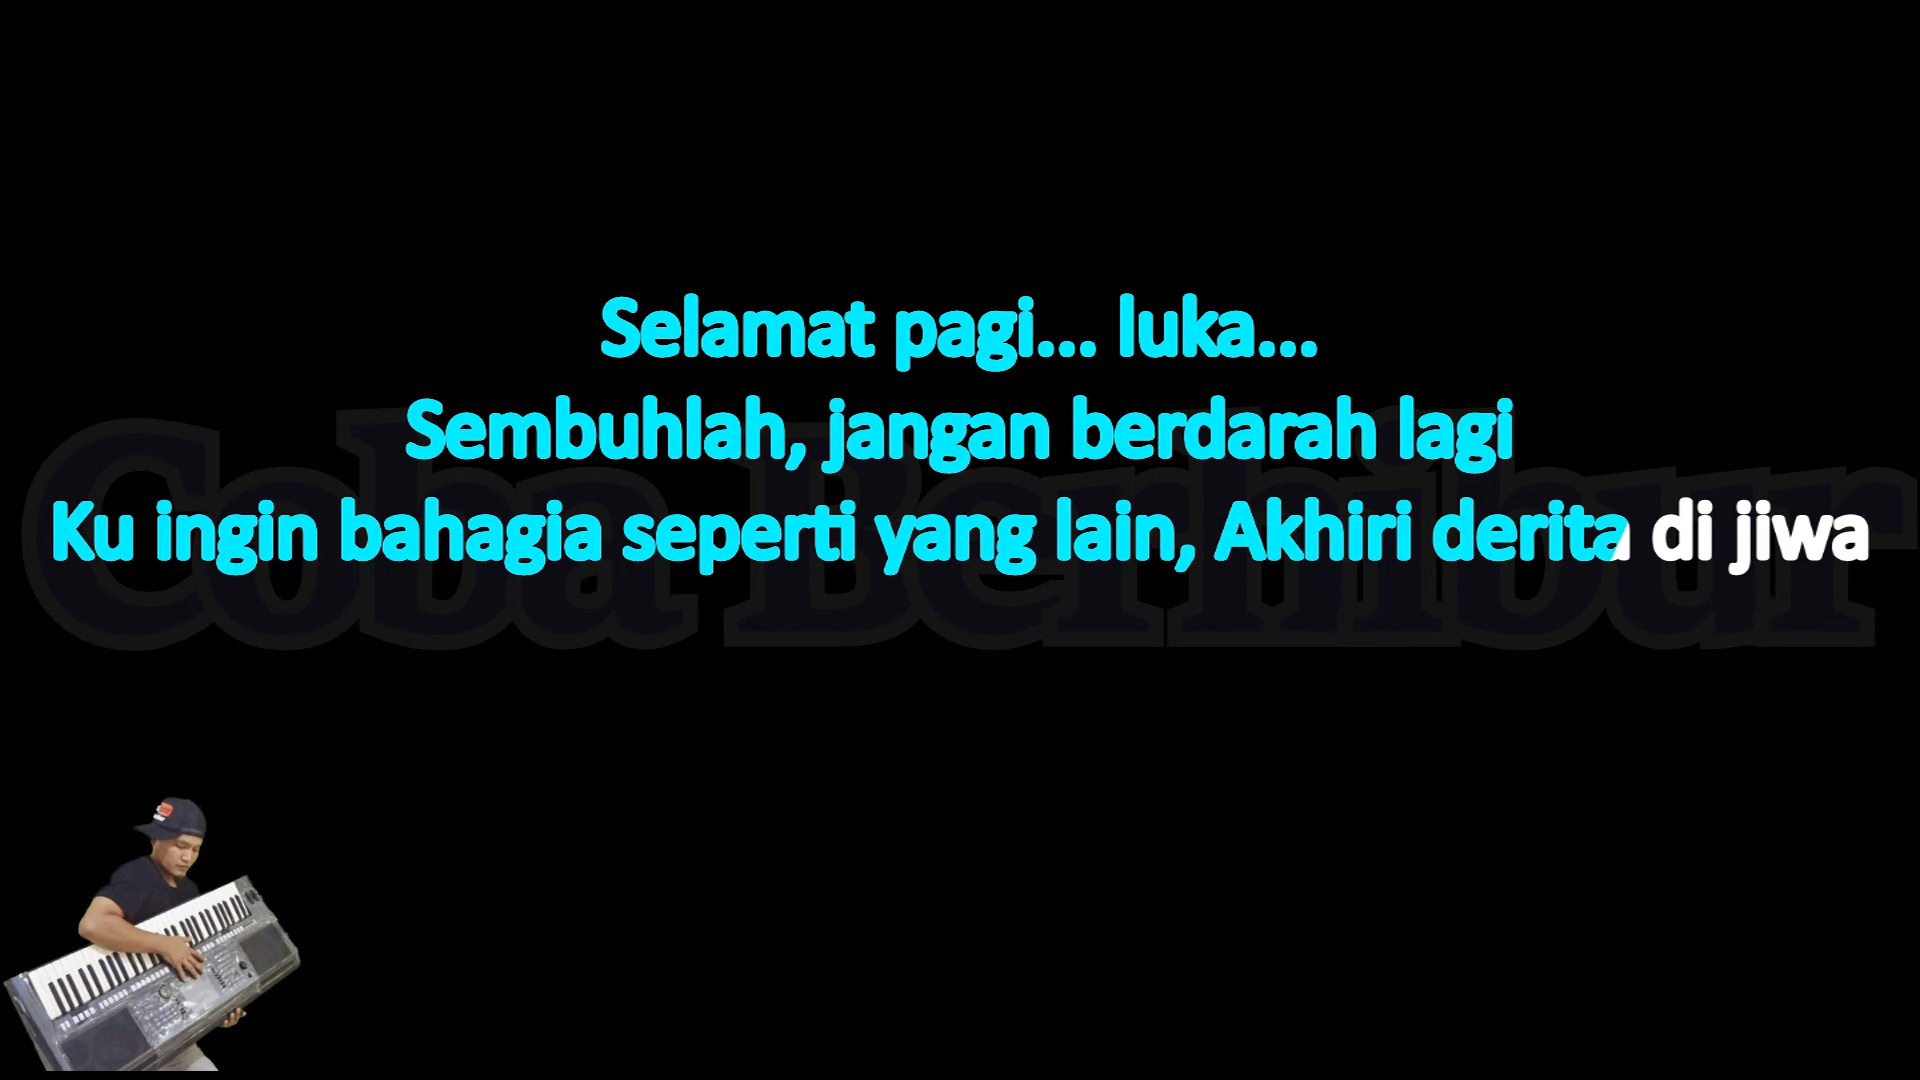 Selamat pagi... luka...
Sembuhlah, jangan berdarah lagi
Ku ingin bahagia seperti yang lain, Akhiri derita di jiwa
Coba Berhibur